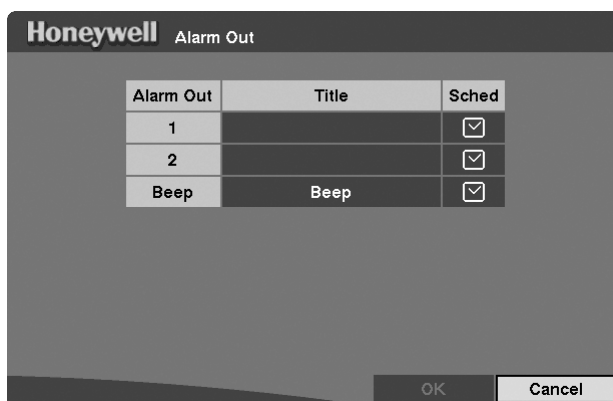 Honeywell Alarm Out
Alarm Out Title Sched
1
2
Beep Beep
OK Cancel